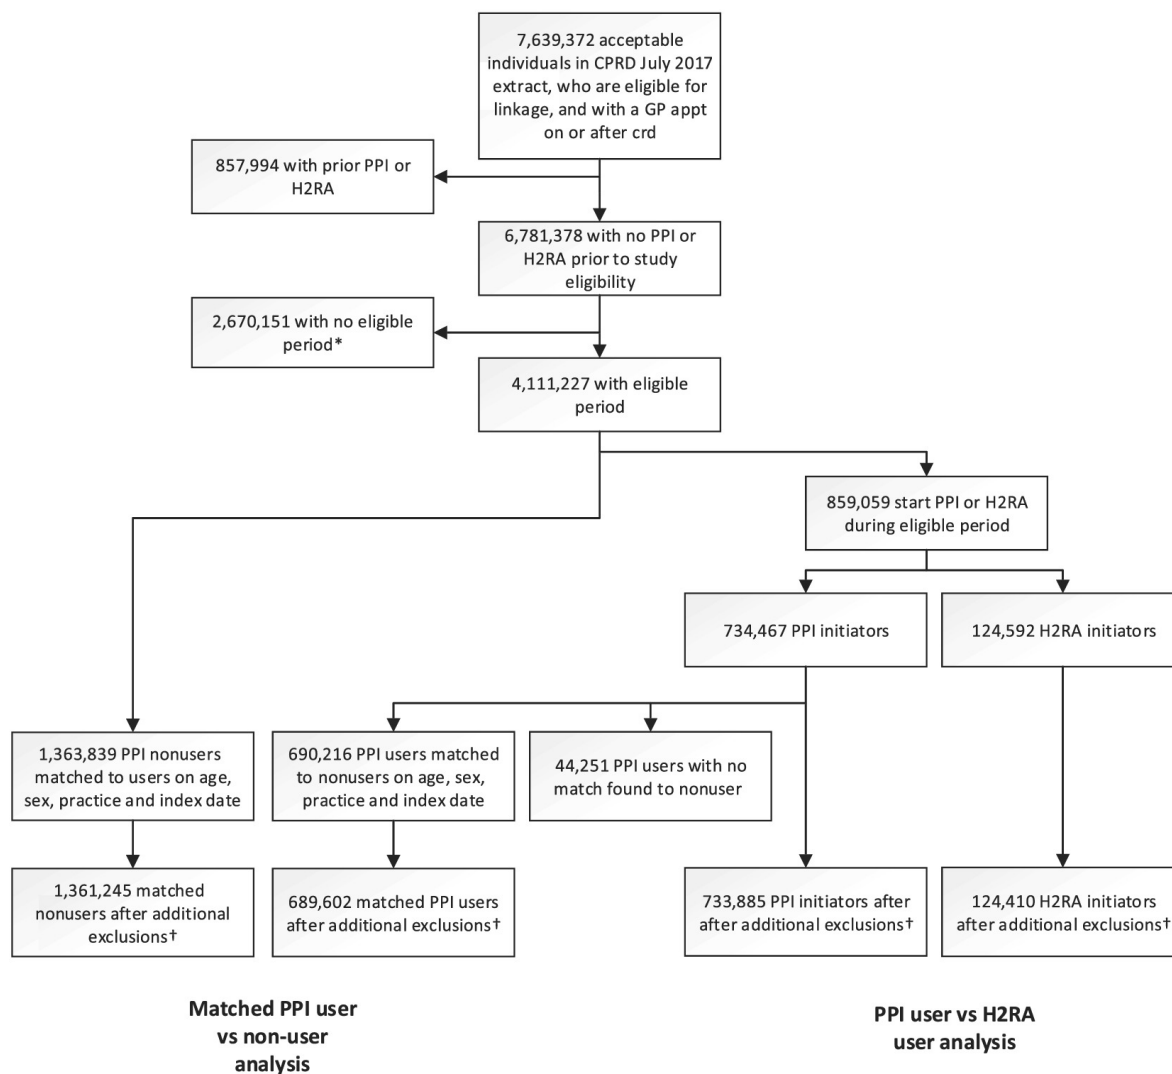 7,639,372 acceptable
individuals in CPRD July 2017
extract, who are eligible for
linkage, and with a GP appt
on or after crd
857,994 with prior PPI or
H2RA
6,781,378 with no PPI or
H2RA prior to study
eligibility
2,670,151 with no eligible
period*
4,111,227 with eligible
period
859,059 start PPI or H2RA
during eligible period
734,467 PPI initiators
124,592 H2RA initiators
1,363,839 PPI nonusers
matched to users on age,
sex, practice and index date
690,216 PPI users matched
to nonusers on age, sex,
practice and index date
44,251 PPI users with no
match found to nonuser
1,361,245 matched
nonusers after additional
exclusions†
689,602 matched PPI users
after additional exclusions†
733,885 PPI initiators after
after additional exclusions†
124,410 H2RA initiators
after additional exclusions†
Matched PPI user
vs non-user
analysis
PPI user vs H2RA
user analysis